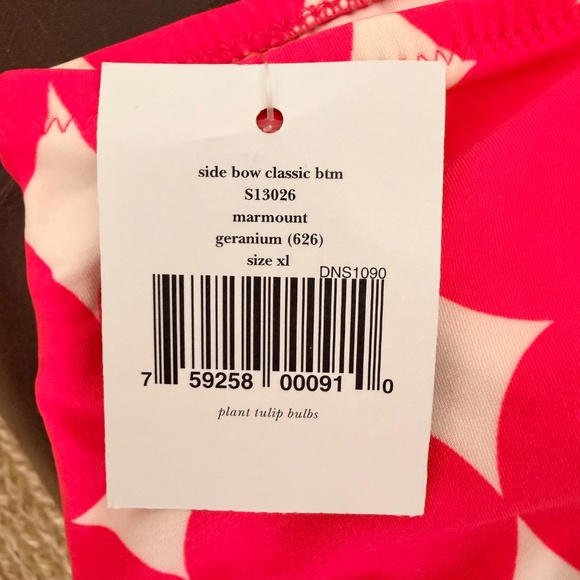 side bow classic btm
S13026
marmount
geranium (626)
size xl
DNS1090
7 59258 00091 0
plant tulip bulbs